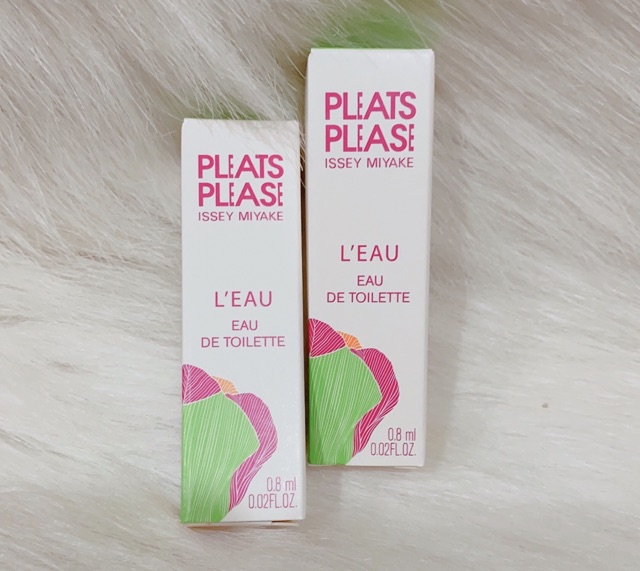 PLEATS
PLEASE
ISSEY MIYAKE
L'EAU
EAU
DE TOILETTE
0.8 ml
0.02FL.OZ.
PLEATS
PLEASE
ISSEY MIYAKE
L'EAU
EAU
DE TOILETTE
0.8 ml
0.02FL.OZ.